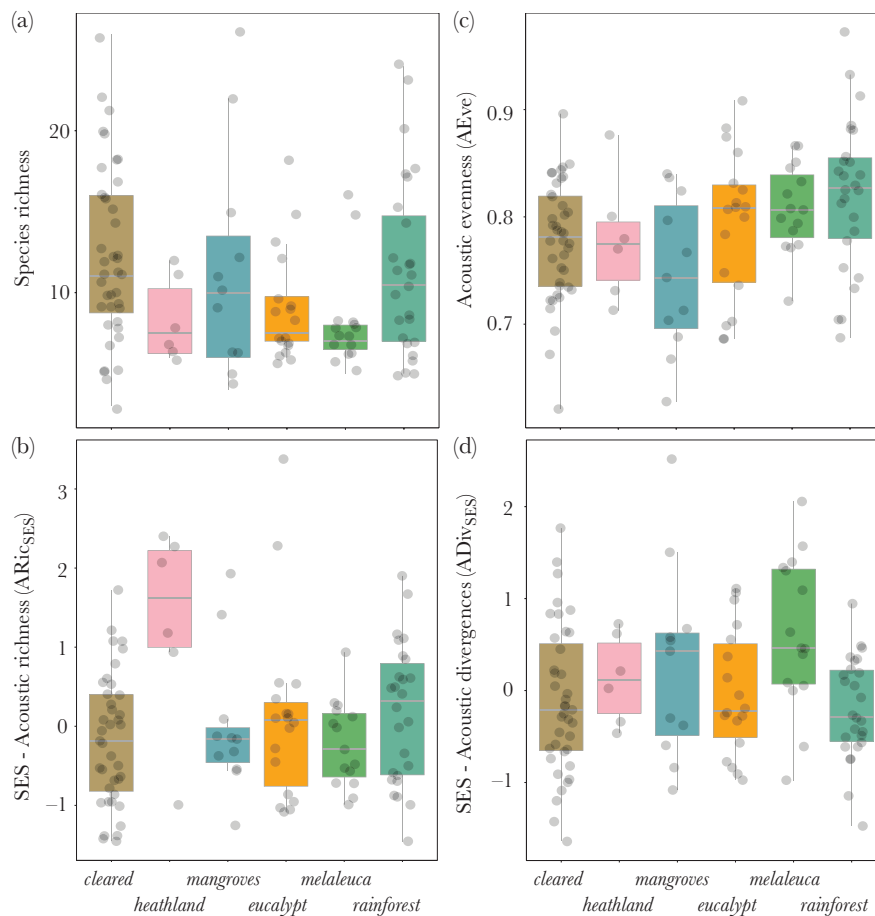 (a)
Species richness
20
10
(c)
Acoustic evenness (AEve)
0.9
0.8
0.7
(b)
SES - Acoustic richness (ARicSES)
3
2
1
0
−1
(d)
SES - Acoustic divergences (ADivSES)
2
1
0
−1
cleared mangroves melaleuca
heathland eucalypt rainforest
cleared mangroves melaleuca
heathland eucalypt rainforest